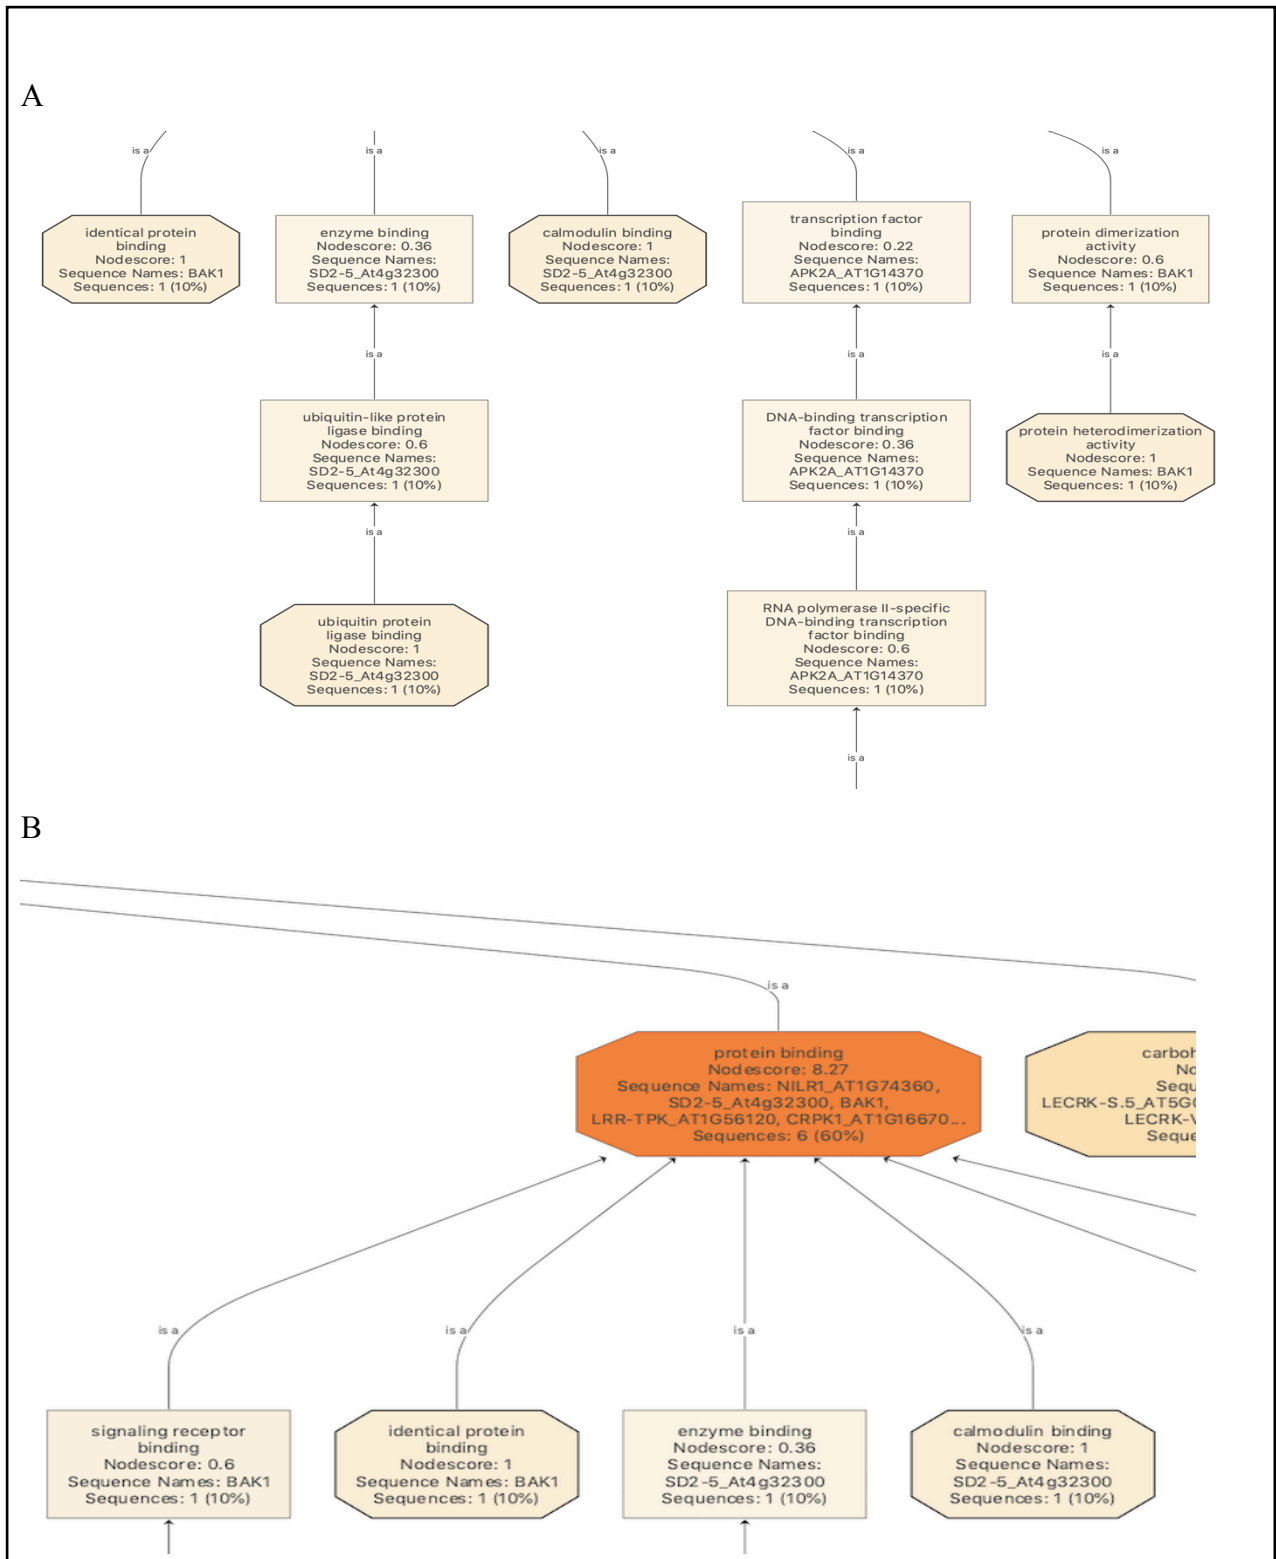 A
is a
is a
is a
is a
is a
identical protein
binding
Nodescore: 1
Sequence Names: BAK1
Sequences: 1 (10%)
enzyme binding
Nodescore: 0.36
Sequence Names:
SD2-5_At4g32300
Sequences: 1 (10%)
calmodulin binding
Nodescore: 1
Sequence Names:
SD2-5_At4g32300
Sequences: 1 (10%)
transcription factor
binding
Nodescore: 0.22
Sequence Names:
APK2A_AT1G14370
Sequences: 1 (10%)
protein dimerization
activity
Nodescore: 0.6
Sequence Names: BAK1
Sequences: 1 (10%)
is a
is a
is a
ubiquitin-like protein
ligase binding
Nodescore: 0.6
Sequence Names:
SD2-5_At4g32300
Sequences: 1 (10%)
DNA-binding transcription
factor binding
Nodescore: 0.36
Sequence Names:
APK2A_AT1G14370
Sequences: 1 (10%)
protein heterodimerization
activity
Nodescore: 1
Sequence Names: BAK1
Sequences: 1 (10%)
is a
is a
ubiquitin protein
ligase binding
Nodescore: 1
Sequence Names:
SD2-5_At4g32300
Sequences: 1 (10%)
RNA polymerase II-specific
DNA-binding transcription
factor binding
Nodescore: 0.6
Sequence Names:
APK2A_AT1G14370
Sequences: 1 (10%)
is a
B
is a
protein binding
Nodescore: 8.27
Sequence Names: NILR1_AT1G74360,
SD2-5_At4g32300, BAK1,
LRR-TPK_AT1G56120, CRPK1_AT1G16670...
Sequences: 6 (60%)
carboh
No
Sequ
LECRK-S.5_AT5G0
LECRK-V
Seque
is a
is a
is a
is a
signaling receptor
binding
Nodescore: 0.6
Sequence Names: BAK1
Sequences: 1 (10%)
identical protein
binding
Nodescore: 1
Sequence Names: BAK1
Sequences: 1 (10%)
enzyme binding
Nodescore: 0.36
Sequence Names:
SD2-5_At4g32300
Sequences: 1 (10%)
calmodulin binding
Nodescore: 1
Sequence Names:
SD2-5_At4g32300
Sequences: 1 (10%)